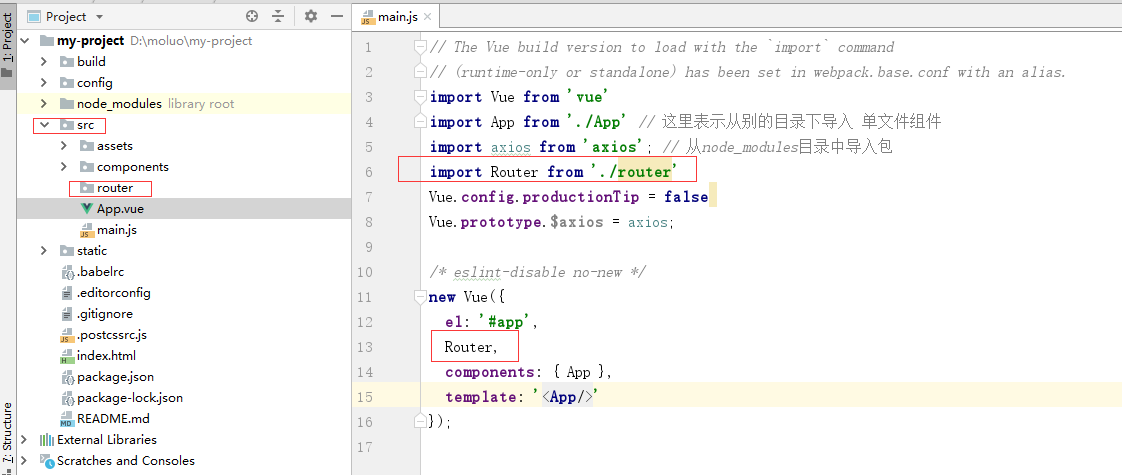 1: Project
7: Structure
Project
my-project D:\moluo\my-project
build
config
node_modules library root
src
assets
components
router
App.vue
main.js
static
.babelrc
.editorconfig
.gitignore
.postcssrc.js
index.html
package.json
package-lock.json
README.md
External Libraries
Scratches and Consoles
main.js
1 // The Vue build version to load with the `import` command
2 // (runtime-only or standalone) has been set in webpack.base.conf with an alias.
3 import Vue from 'vue'
4 import App from './App' // 这里表示从别的目录下导入 单文件组件
5 import axios from 'axios'; // 从node_modules目录中导入包
6 import Router from './router'
7 Vue.config.productionTip = false
8 Vue.prototype.$axios = axios;
9
10 /* eslint-disable no-new */
11 new Vue({
12 el: '#app',
13 Router,
14 components: { App },
15 template: '<App/>'
16 });
17